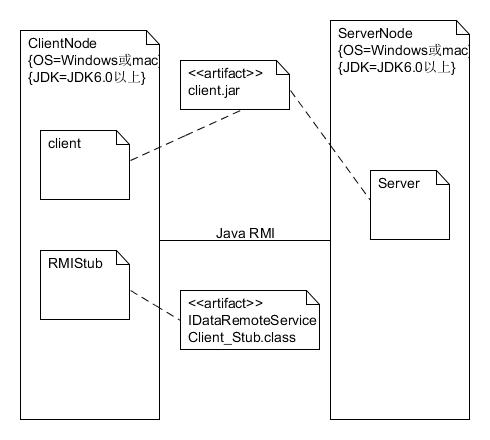 ClientNode
{OS=Windows或mac
{JDK=JDK6.0以上}
<<artifact>>
client.jar
ServerNode
{OS=Windows或mac
{JDK=JDK6.0以上}
client
Server
Java RMI
RMIStub
<<artifact>>
IDataRemoteService
Client_Stub.class